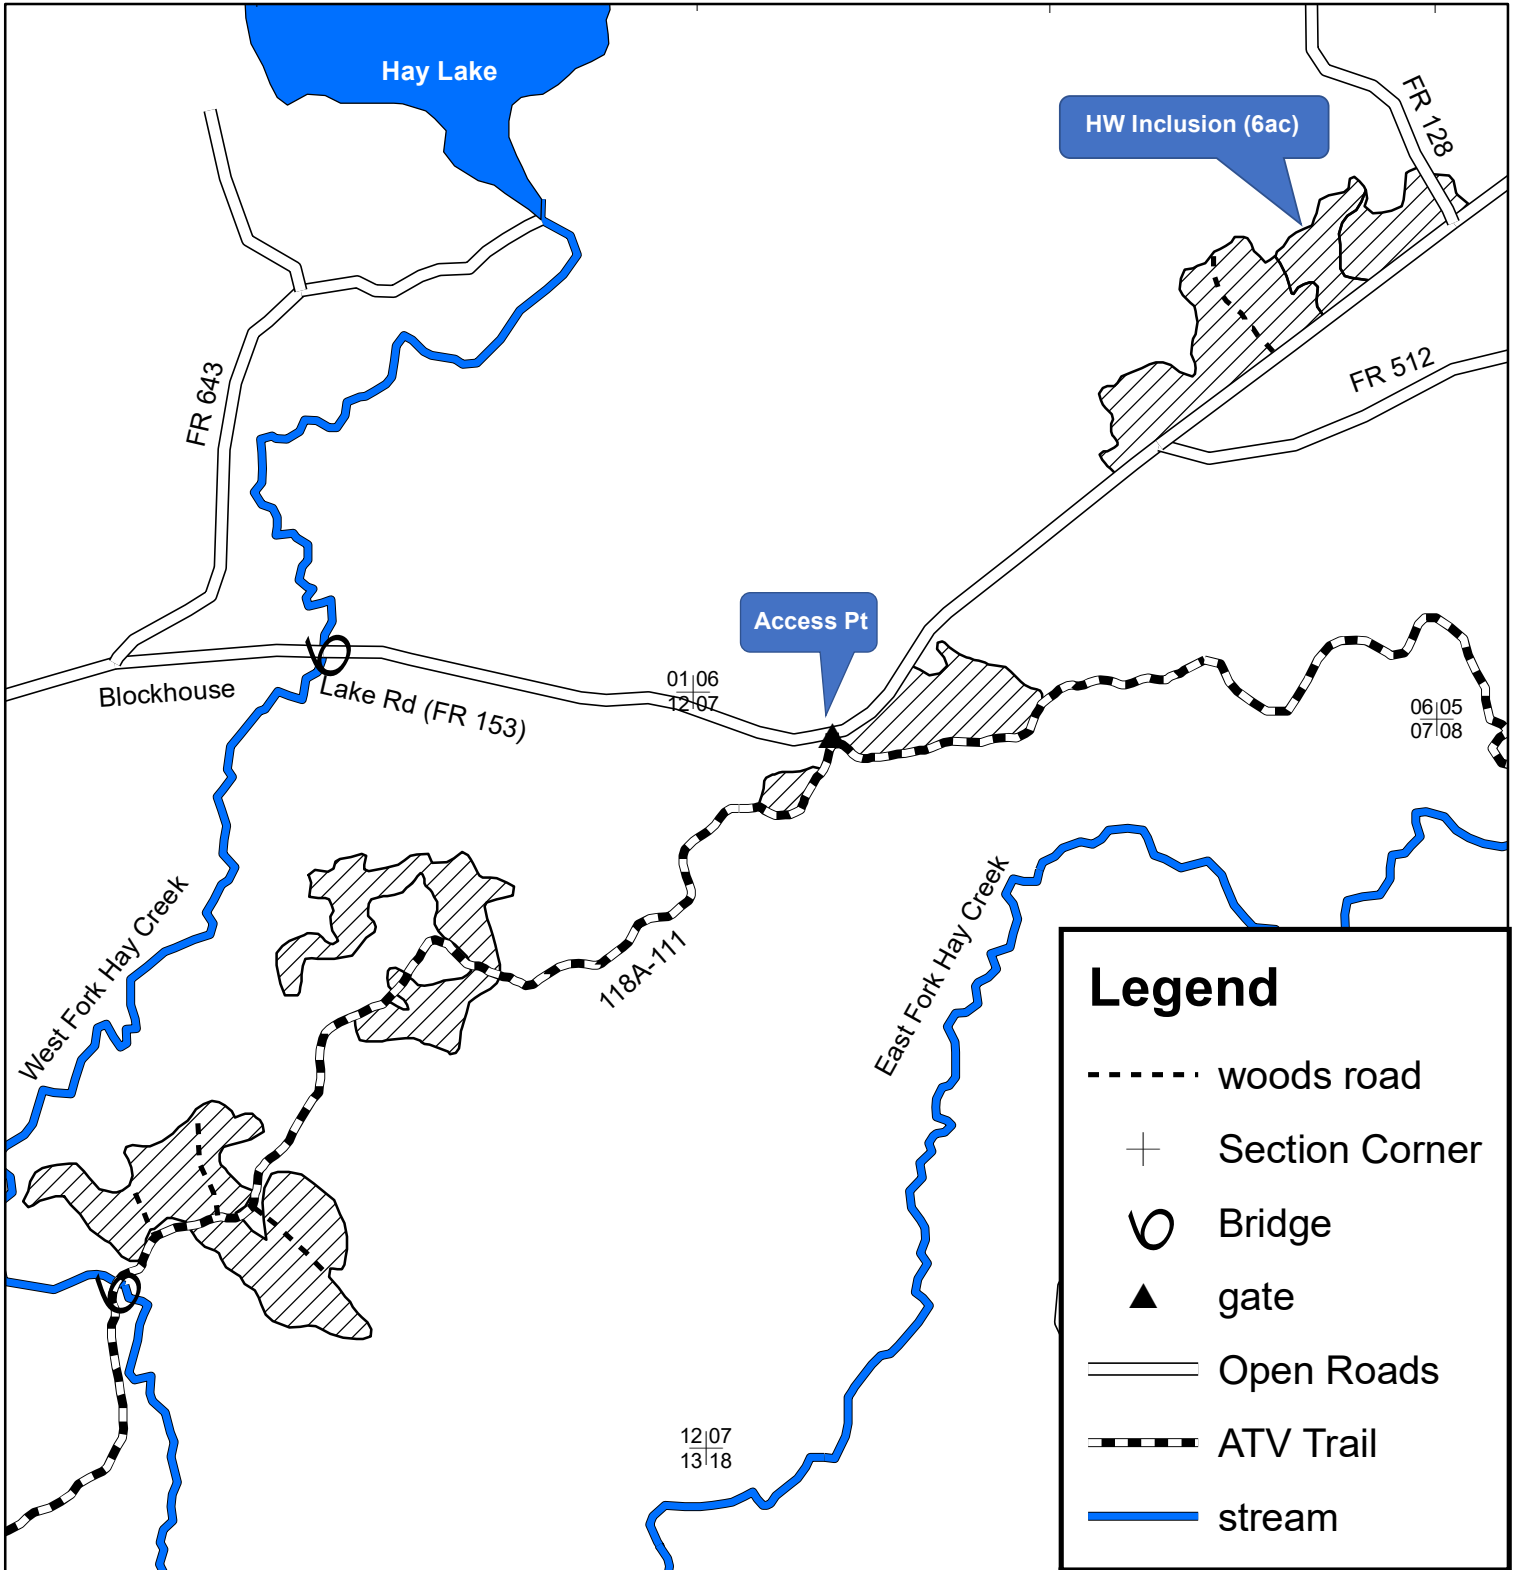 Hay Lake
HW Inclusion (6ac)
FR 128
FR 643
FR 512
Access Pt
Blockhouse
Lake Rd (FR 153)
01 06
12 07
06 05
07 08
West Fork Hay Creek
118A-111
East Fork Hay Creek
12 07
13 18
Legend
woods road
Section Corner
Bridge
gate
Open Roads
ATV Trail
stream